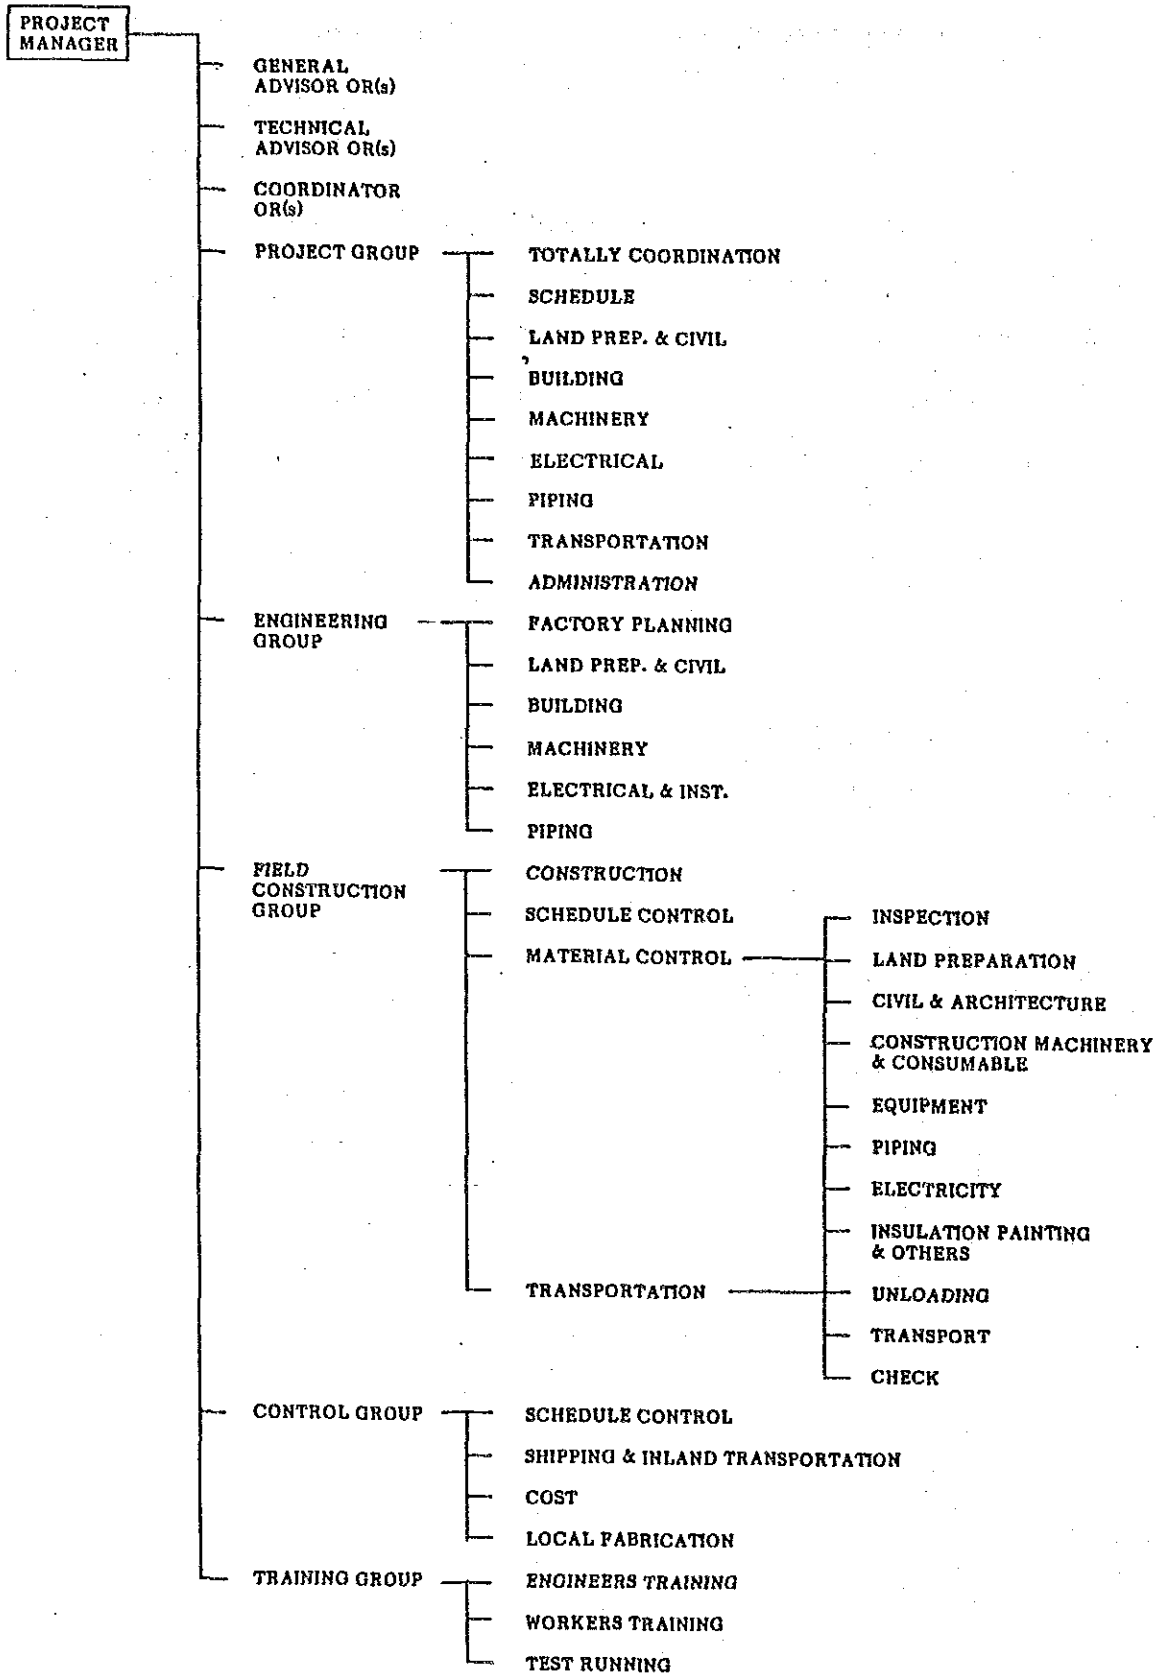 PROJECT
MANAGER
GENERAL
ADVISOR OR(s)
TECHNICAL
ADVISOR OR(s)
COORDINATOR
OR(s)
PROJECT GROUP
TOTALLY COORDINATION
SCHEDULE
LAND PREP. & CIVIL
BUILDING
MACHINERY
ELECTRICAL
PIPING
TRANSPORTATION
ADMINISTRATION
ENGINEERING
GROUP
FACTORY PLANNING
LAND PREP. & CIVIL
BUILDING
MACHINERY
ELECTRICAL & INST.
PIPING
FIELD
CONSTRUCTION
GROUP
CONSTRUCTION
SCHEDULE CONTROL
MATERIAL CONTROL
INSPECTION
LAND PREPARATION
CIVIL & ARCHITECTURE
CONSTRUCTION MACHINERY
& CONSUMABLE
EQUIPMENT
PIPING
ELECTRICITY
INSULATION PAINTING
& OTHERS
TRANSPORTATION
UNLOADING
TRANSPORT
CHECK
CONTROL GROUP
SCHEDULE CONTROL
SHIPPING & INLAND TRANSPORTATION
COST
LOCAL FABRICATION
TRAINING GROUP
ENGINEERS TRAINING
WORKERS TRAINING
TEST RUNNING